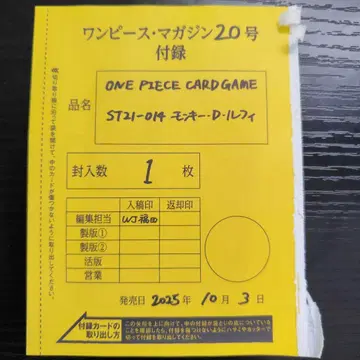 ワンピース・マガジン20号
付録
品名
ONE PIECE CARD GAME
ST21-014 モンキー・D・ルフィ
封入数 1 枚
入稿印 返却印
編集担当 WJ福田
製版①
製版②
活版
営業
発売日 2025年 10月 3日
付録カードの
取り出し方